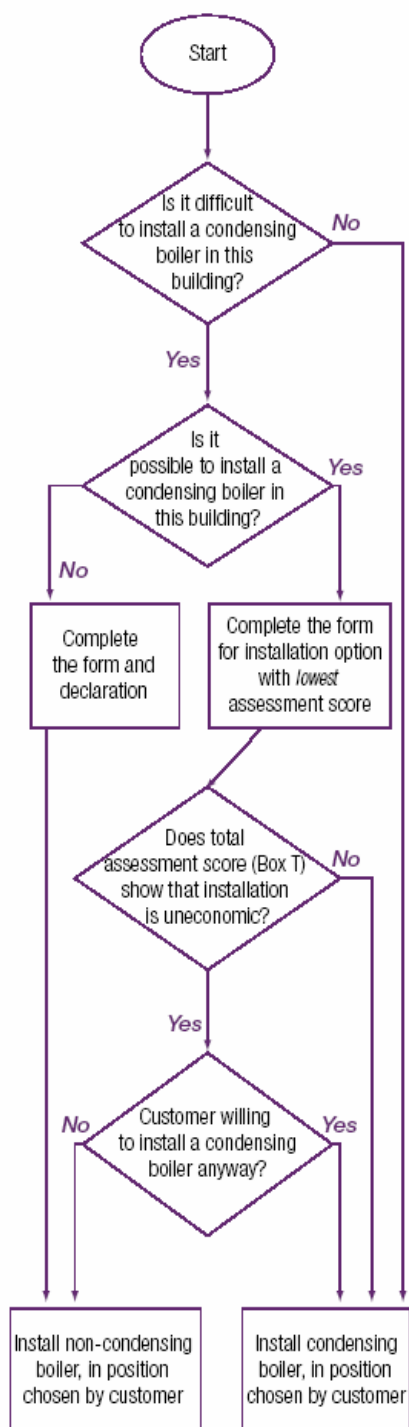 Start
Is it difficult
to install a condensing
boiler in this
building?
No
Yes
Is it
possible to install a
condensing boiler in
this building?
Yes
No
Complete
the form and
declaration
Complete the form
for installation option
with lowest
assessment score
Does total
assessment score (Box T)
show that installation
is uneconomic?
No
Yes
No
Customer willing
to install a condensing
boiler anyway?
Yes
Install non-condensing
boiler, in position
chosen by customer
Install condensing
boiler, in position
chosen by customer